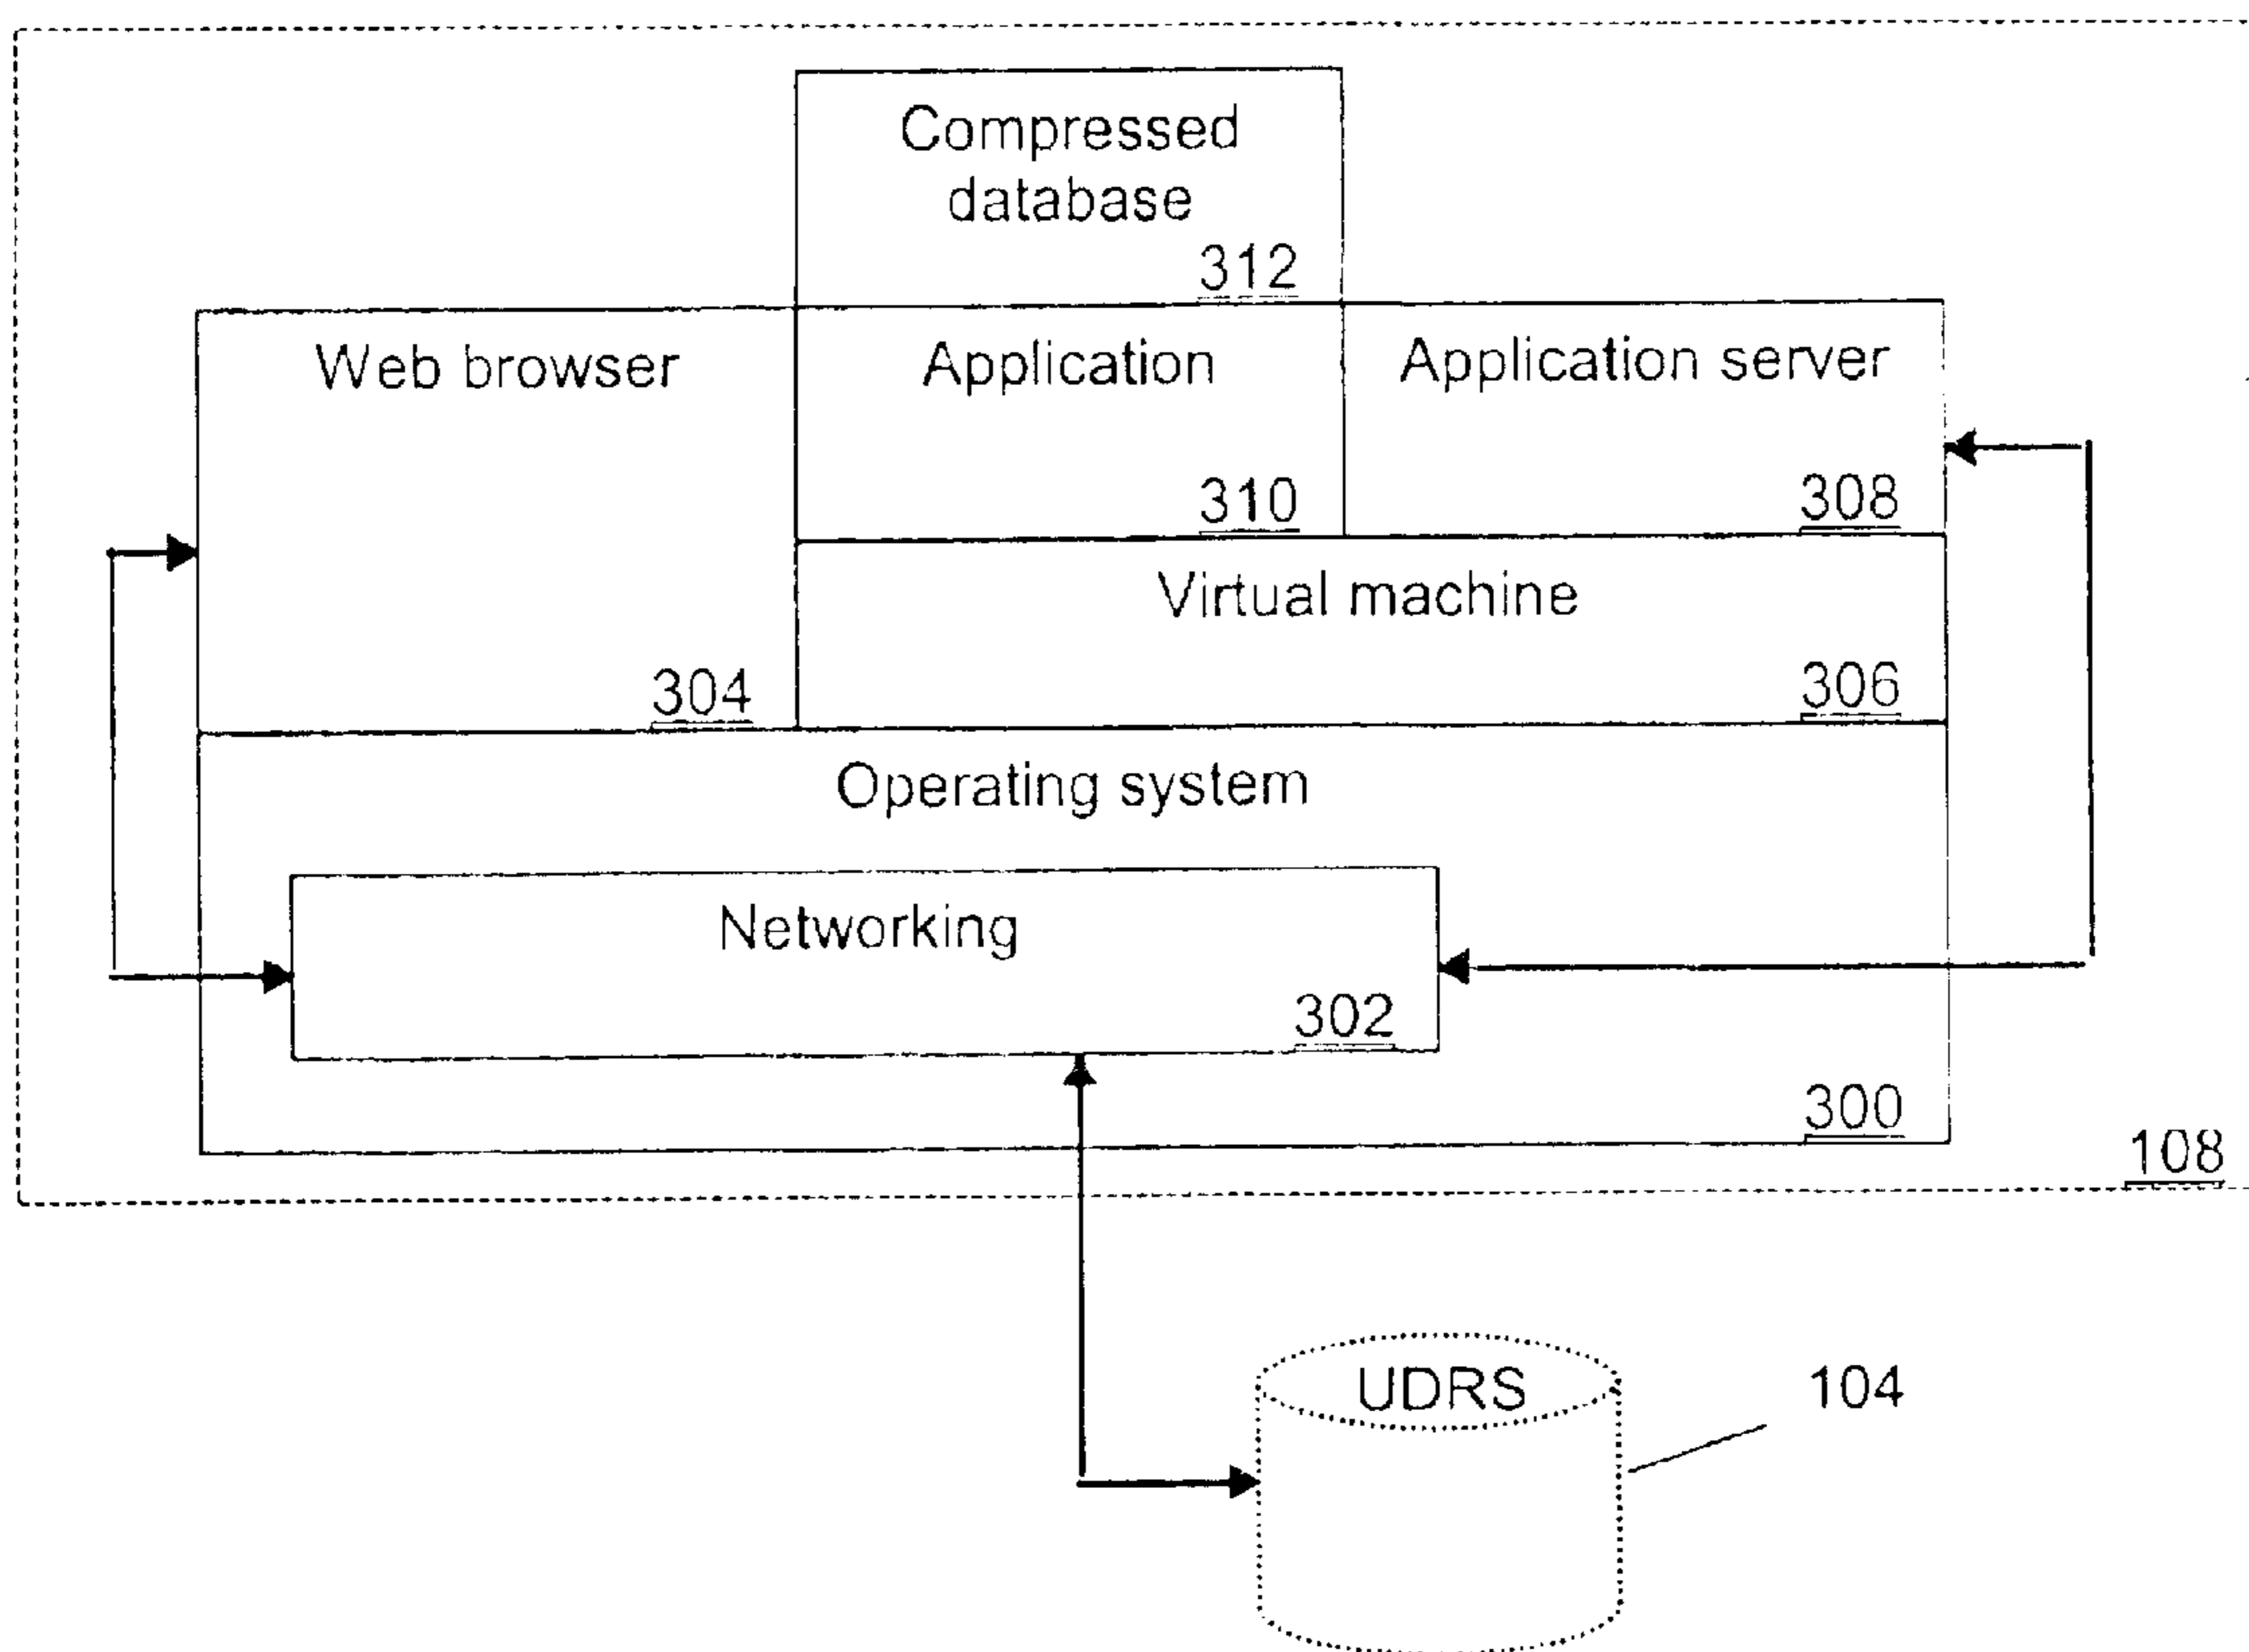 Compressed
database
312
Web browser
Application
Application server
310
308
Virtual machine
304
306
Operating system
Networking
302
300
108
UDRS
104